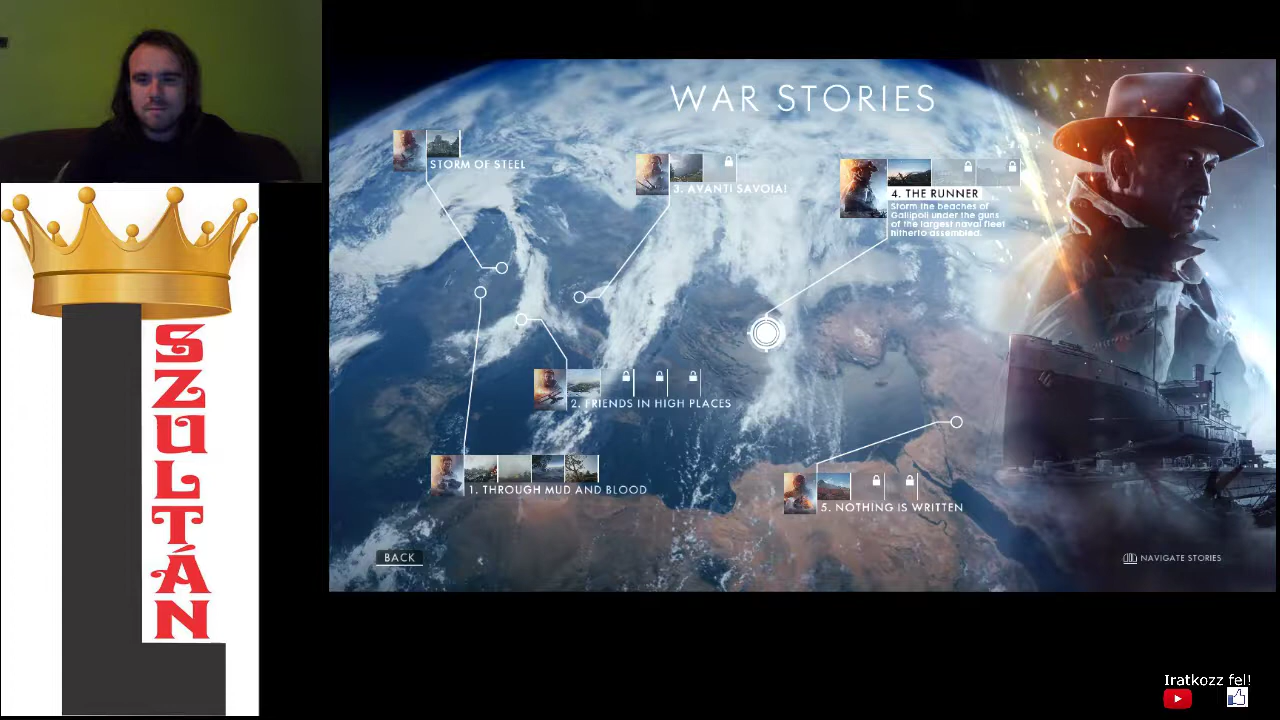 WAR STORIES
STORM OF STEEL
3. AVANTI SAVOIA!
4. THE RUNNER
Storm the beaches of
Gallipoli under the guns
of the largest naval fleet
hitherto assembled.
2. FRIENDS IN HIGH PLACES
1. THROUGH MUD AND BLOOD
5. NOTHING IS WRITTEN
BACK
NAVIGATE STORIES
L
SZULTÁN
Iratkozz fel!